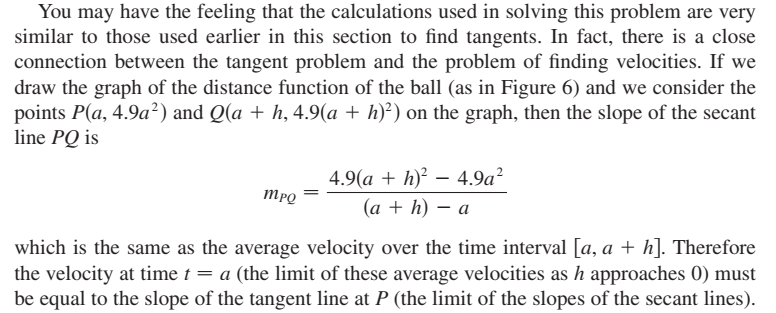 You may have the feeling that the calculations used in solving this problem are very
similar to those used earlier in this section to find tangents. In fact, there is a close
connection between the tangent problem and the problem of finding velocities. If we
draw the graph of the distance function of the ball (as in Figure 6) and we consider the
points P(a, 4.9a²) and Q(a + h, 4.9(a + h)²) on the graph, then the slope of the secant
line PQ is
m_PQ = (4.9(a + h)² − 4.9a²) / ((a + h) − a)
which is the same as the average velocity over the time interval [a, a + h]. Therefore
the velocity at time t = a (the limit of these average velocities as h approaches 0) must
be equal to the slope of the tangent line at P (the limit of the slopes of the secant lines).